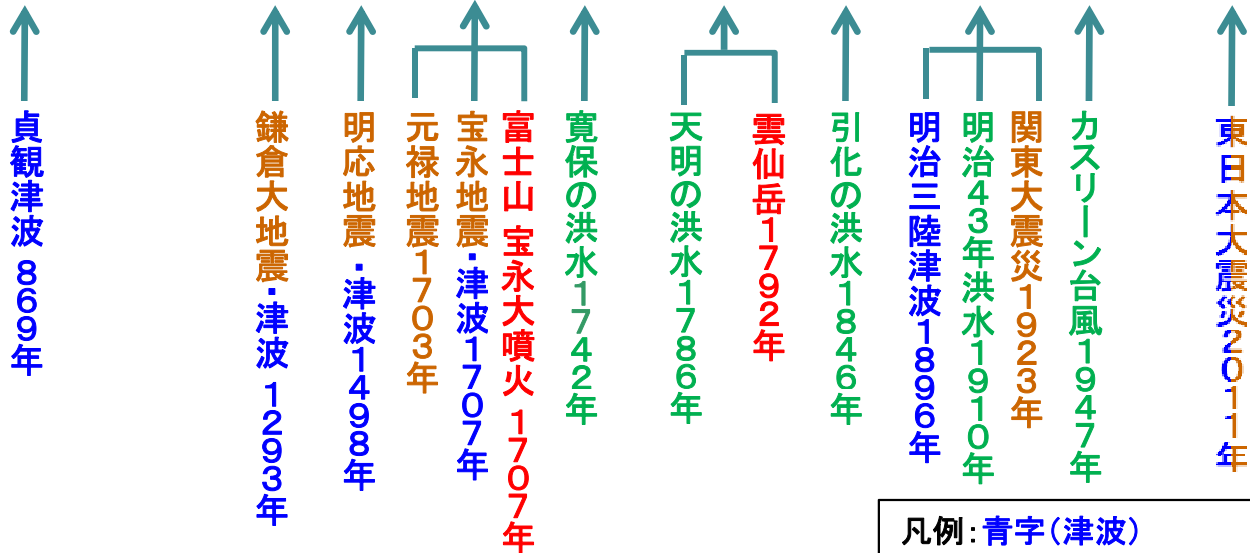 貞観津波 869年
鎌倉大地震・津波 1293年
明応地震・津波1498年
元禄地震1703年
宝永地震・津波1707年
富士山 宝永大噴火 1707年
寛保の洪水1742年
天明の洪水1786年
雲仙岳1792年
引化の洪水1846年
明治三陸津波1896年
明治43年洪水1910年
関東大震災1923年
カスリーン台風1947年
東日本大震災2011年
凡例:青字(津波)